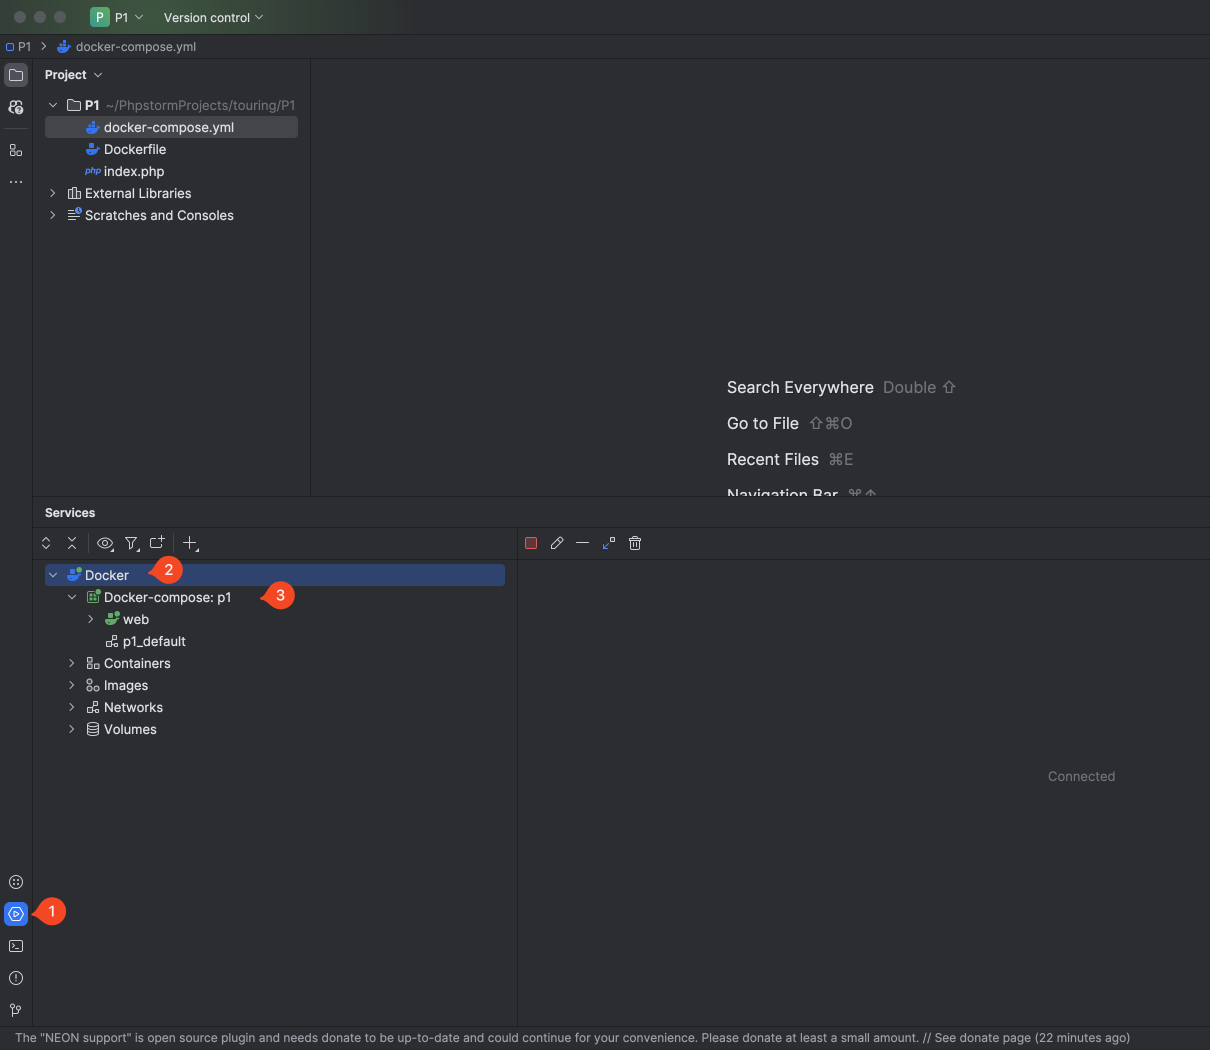 P P1 Version control
P1 docker-compose.yml
Project
P1 ~/PhpstormProjects/touring/P1
docker-compose.yml
Dockerfile
php index.php
External Libraries
Scratches and Consoles
Search Everywhere Double ⇧
Go to File ⇧⌘O
Recent Files ⌘E
Navigation Bar ⌘↑
Services
Docker 2
Docker-compose: p1 3
web
p1_default
Containers
Images
Networks
Volumes
Connected
1
The "NEON support" is open source plugin and needs donate to be up-to-date and could continue for your convenience. Please donate at least a small amount. // See donate page (22 minutes ago)